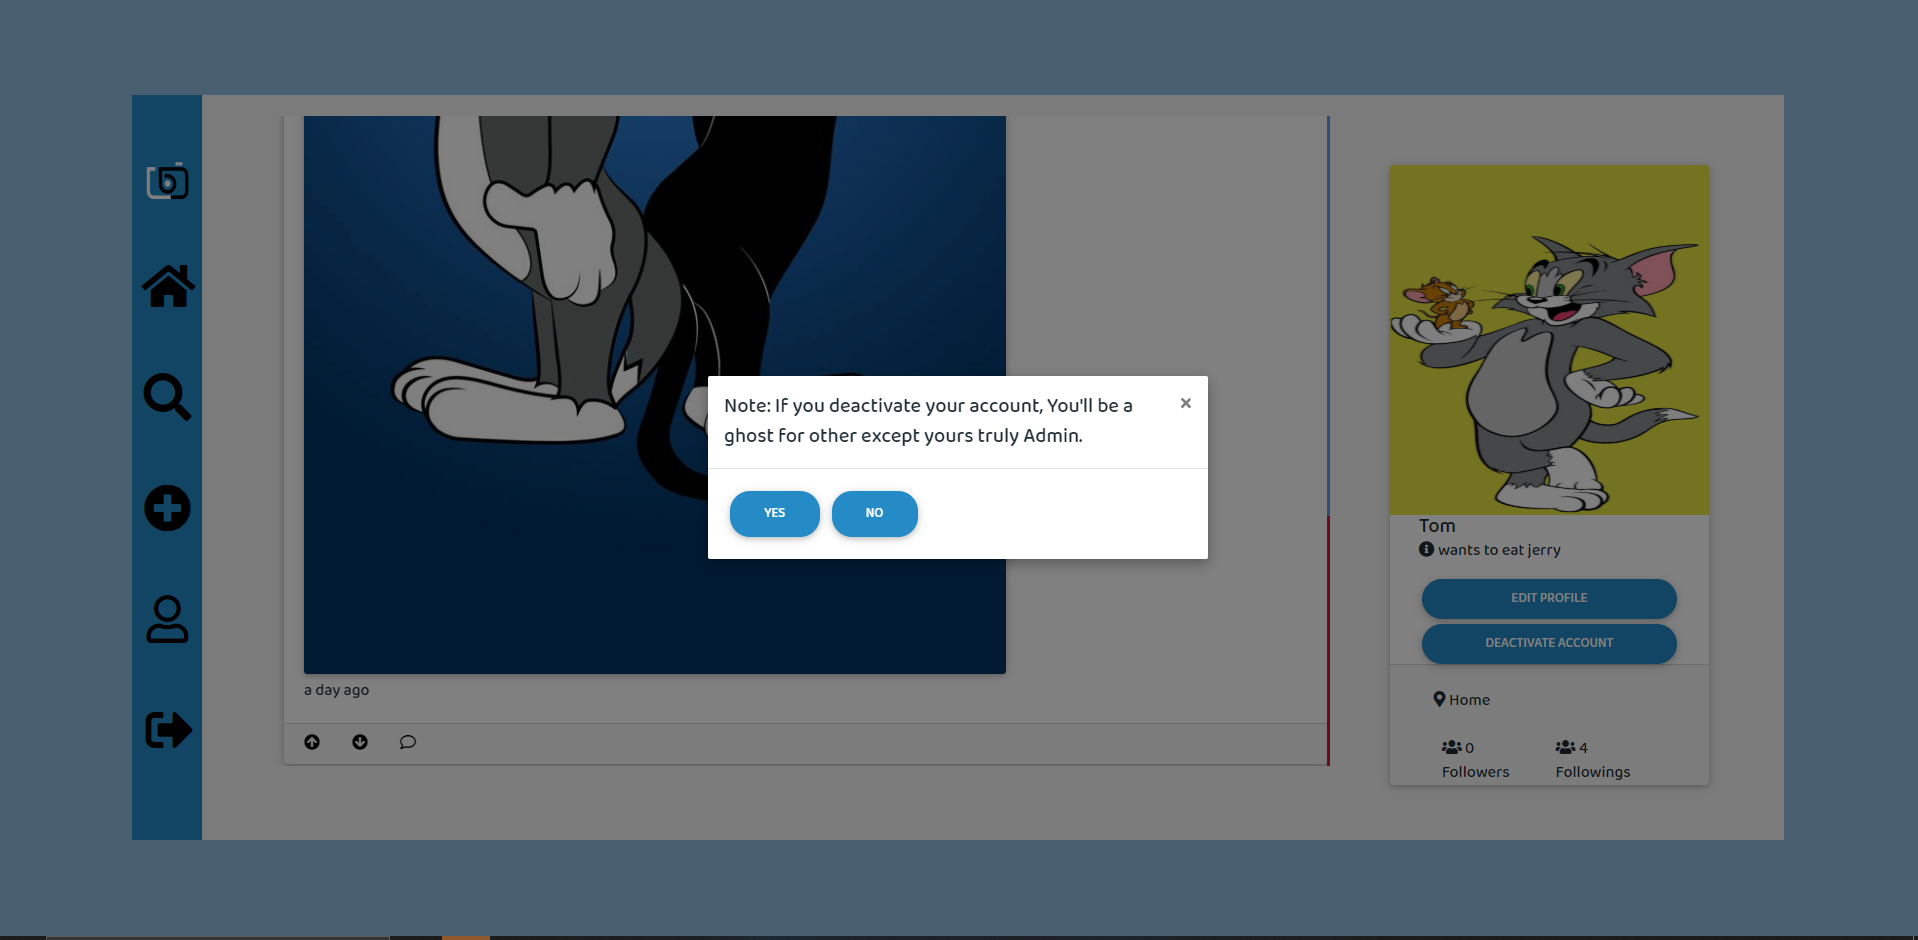 Note: If you deactivate your account, You'll be a
ghost for other except yours truly Admin.
×
YES
NO
a day ago
Tom
wants to eat jerry
EDIT PROFILE
DEACTIVATE ACCOUNT
Home
0
Followers
4
Followings